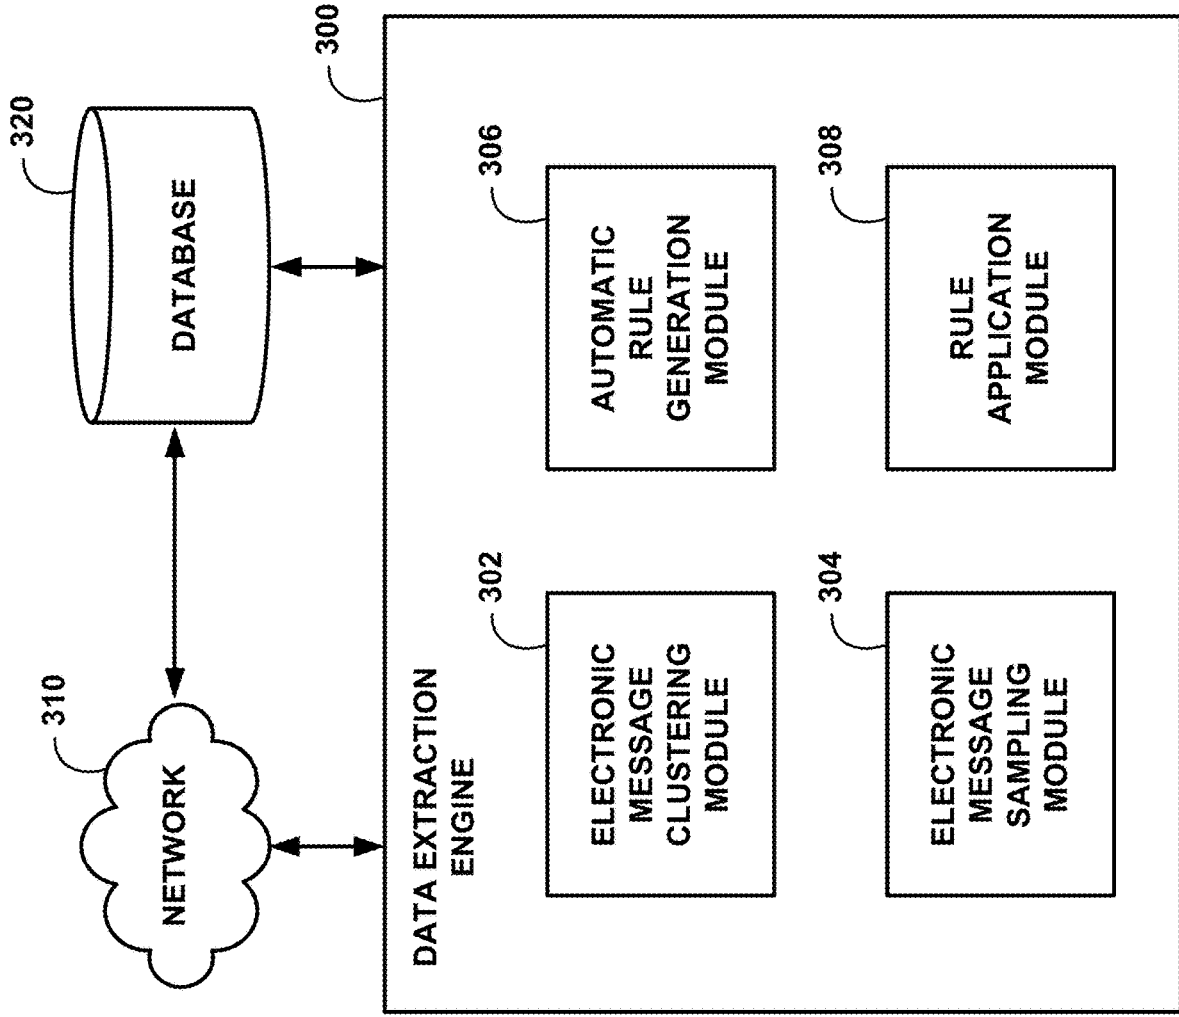 320
310
DATABASE
NETWORK
300
DATA EXTRACTION
ENGINE
302
ELECTRONIC
MESSAGE
CLUSTERING
MODULE
306
AUTOMATIC
RULE
GENERATION
MODULE
304
ELECTRONIC
MESSAGE
SAMPLING
MODULE
308
RULE
APPLICATION
MODULE